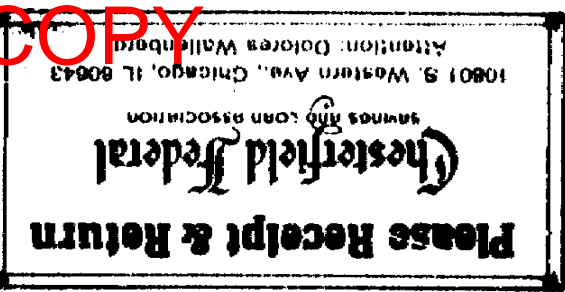 COPY
Please Receipt & Return
Chesterfield Federal
SAVINGS AND LOAN ASSOCIATION
10801 S. Western Ave., Chicago, IL 60643
Attention: Dolores Wallenberg